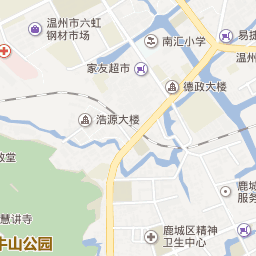 温州市六虹
钢材市场
南汇小学
易捷
家友超市
温州
德政大楼
浩源大楼
教堂
鹿城
服务
慧讲寺
鹿城区精神
卫生中心
牛山公园